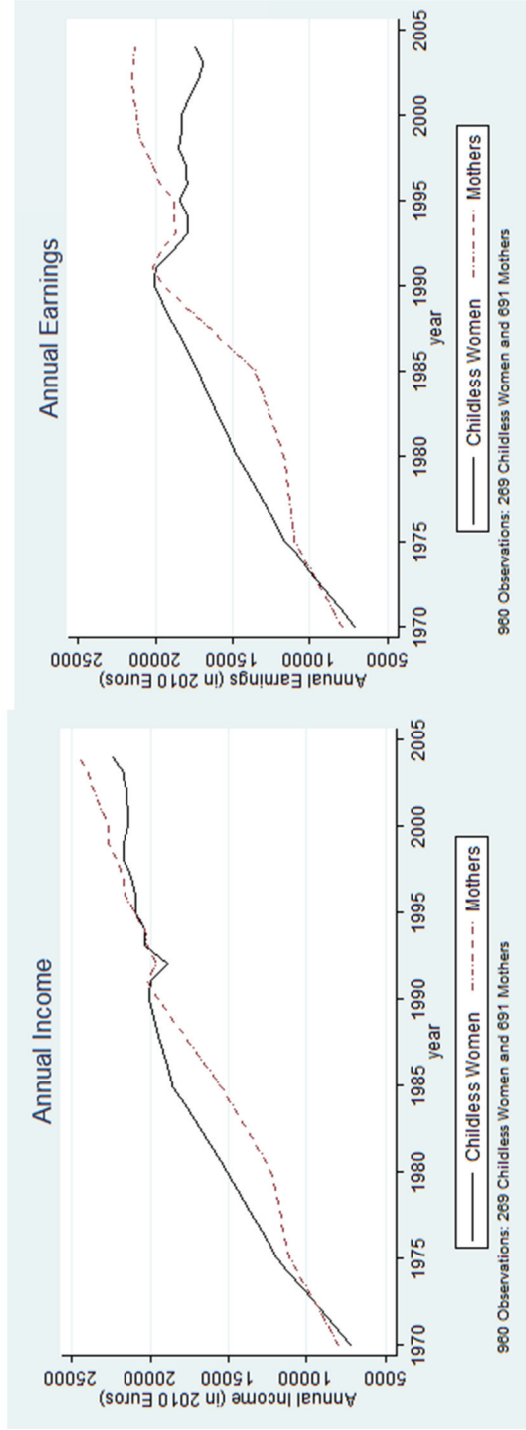 Annual Income
Annual Income (in 2010 Euros)
25000
20000
15000
10000
5000
1970 1975 1980 1985 1990 1995 2000 2005
year
Childless Women Mothers
960 Observations: 269 Childless Women and 691 Mothers
Annual Earnings
Annual Earnings (in 2010 Euros)
25000
20000
15000
10000
5000
1970 1975 1980 1985 1990 1995 2000 2005
year
Childless Women Mothers
960 Observations: 269 Childless Women and 691 Mothers